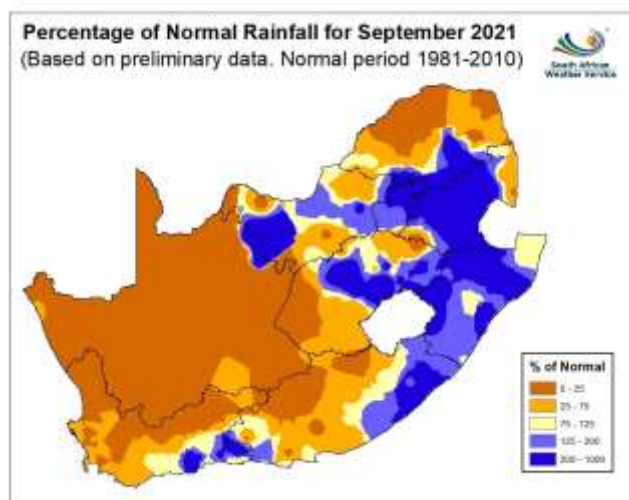 Percentage of Normal Rainfall for September 2021
(Based on preliminary data. Normal period 1981-2010)
South African
Weather Service
% of Normal
0 - 25
25 - 75
75 - 125
125 - 200
200 - 1000